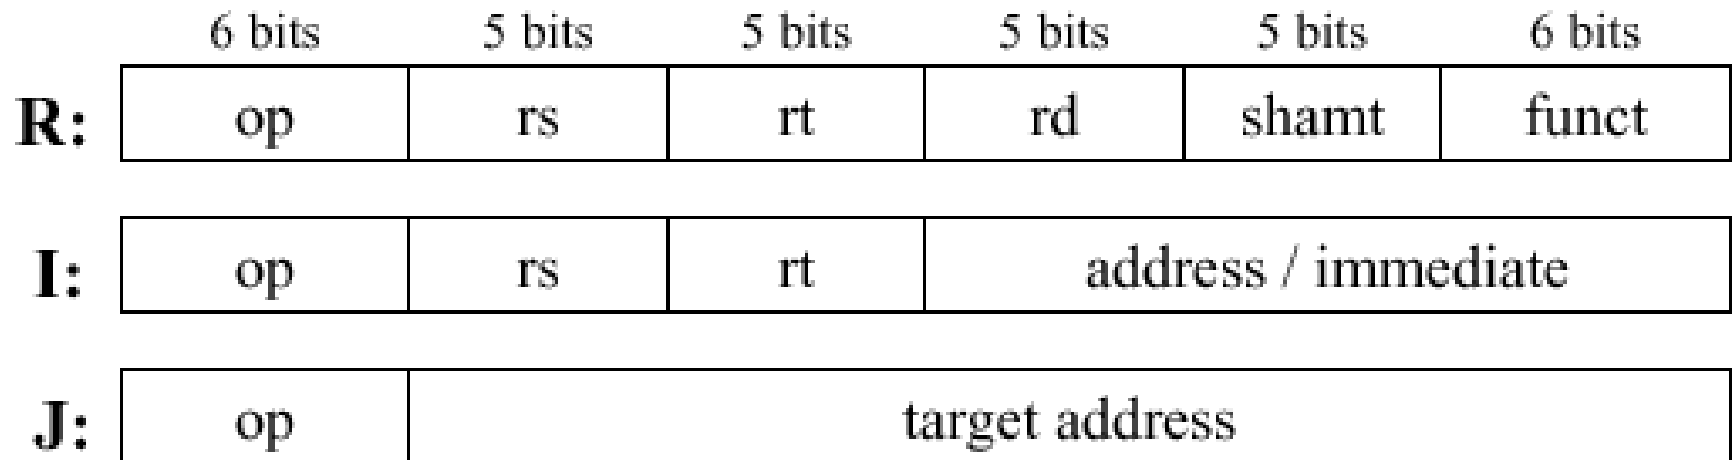 6 bits 5 bits 5 bits 5 bits 5 bits 6 bits
R: op rs rt rd shamt funct
I: op rs rt address / immediate
J: op target address